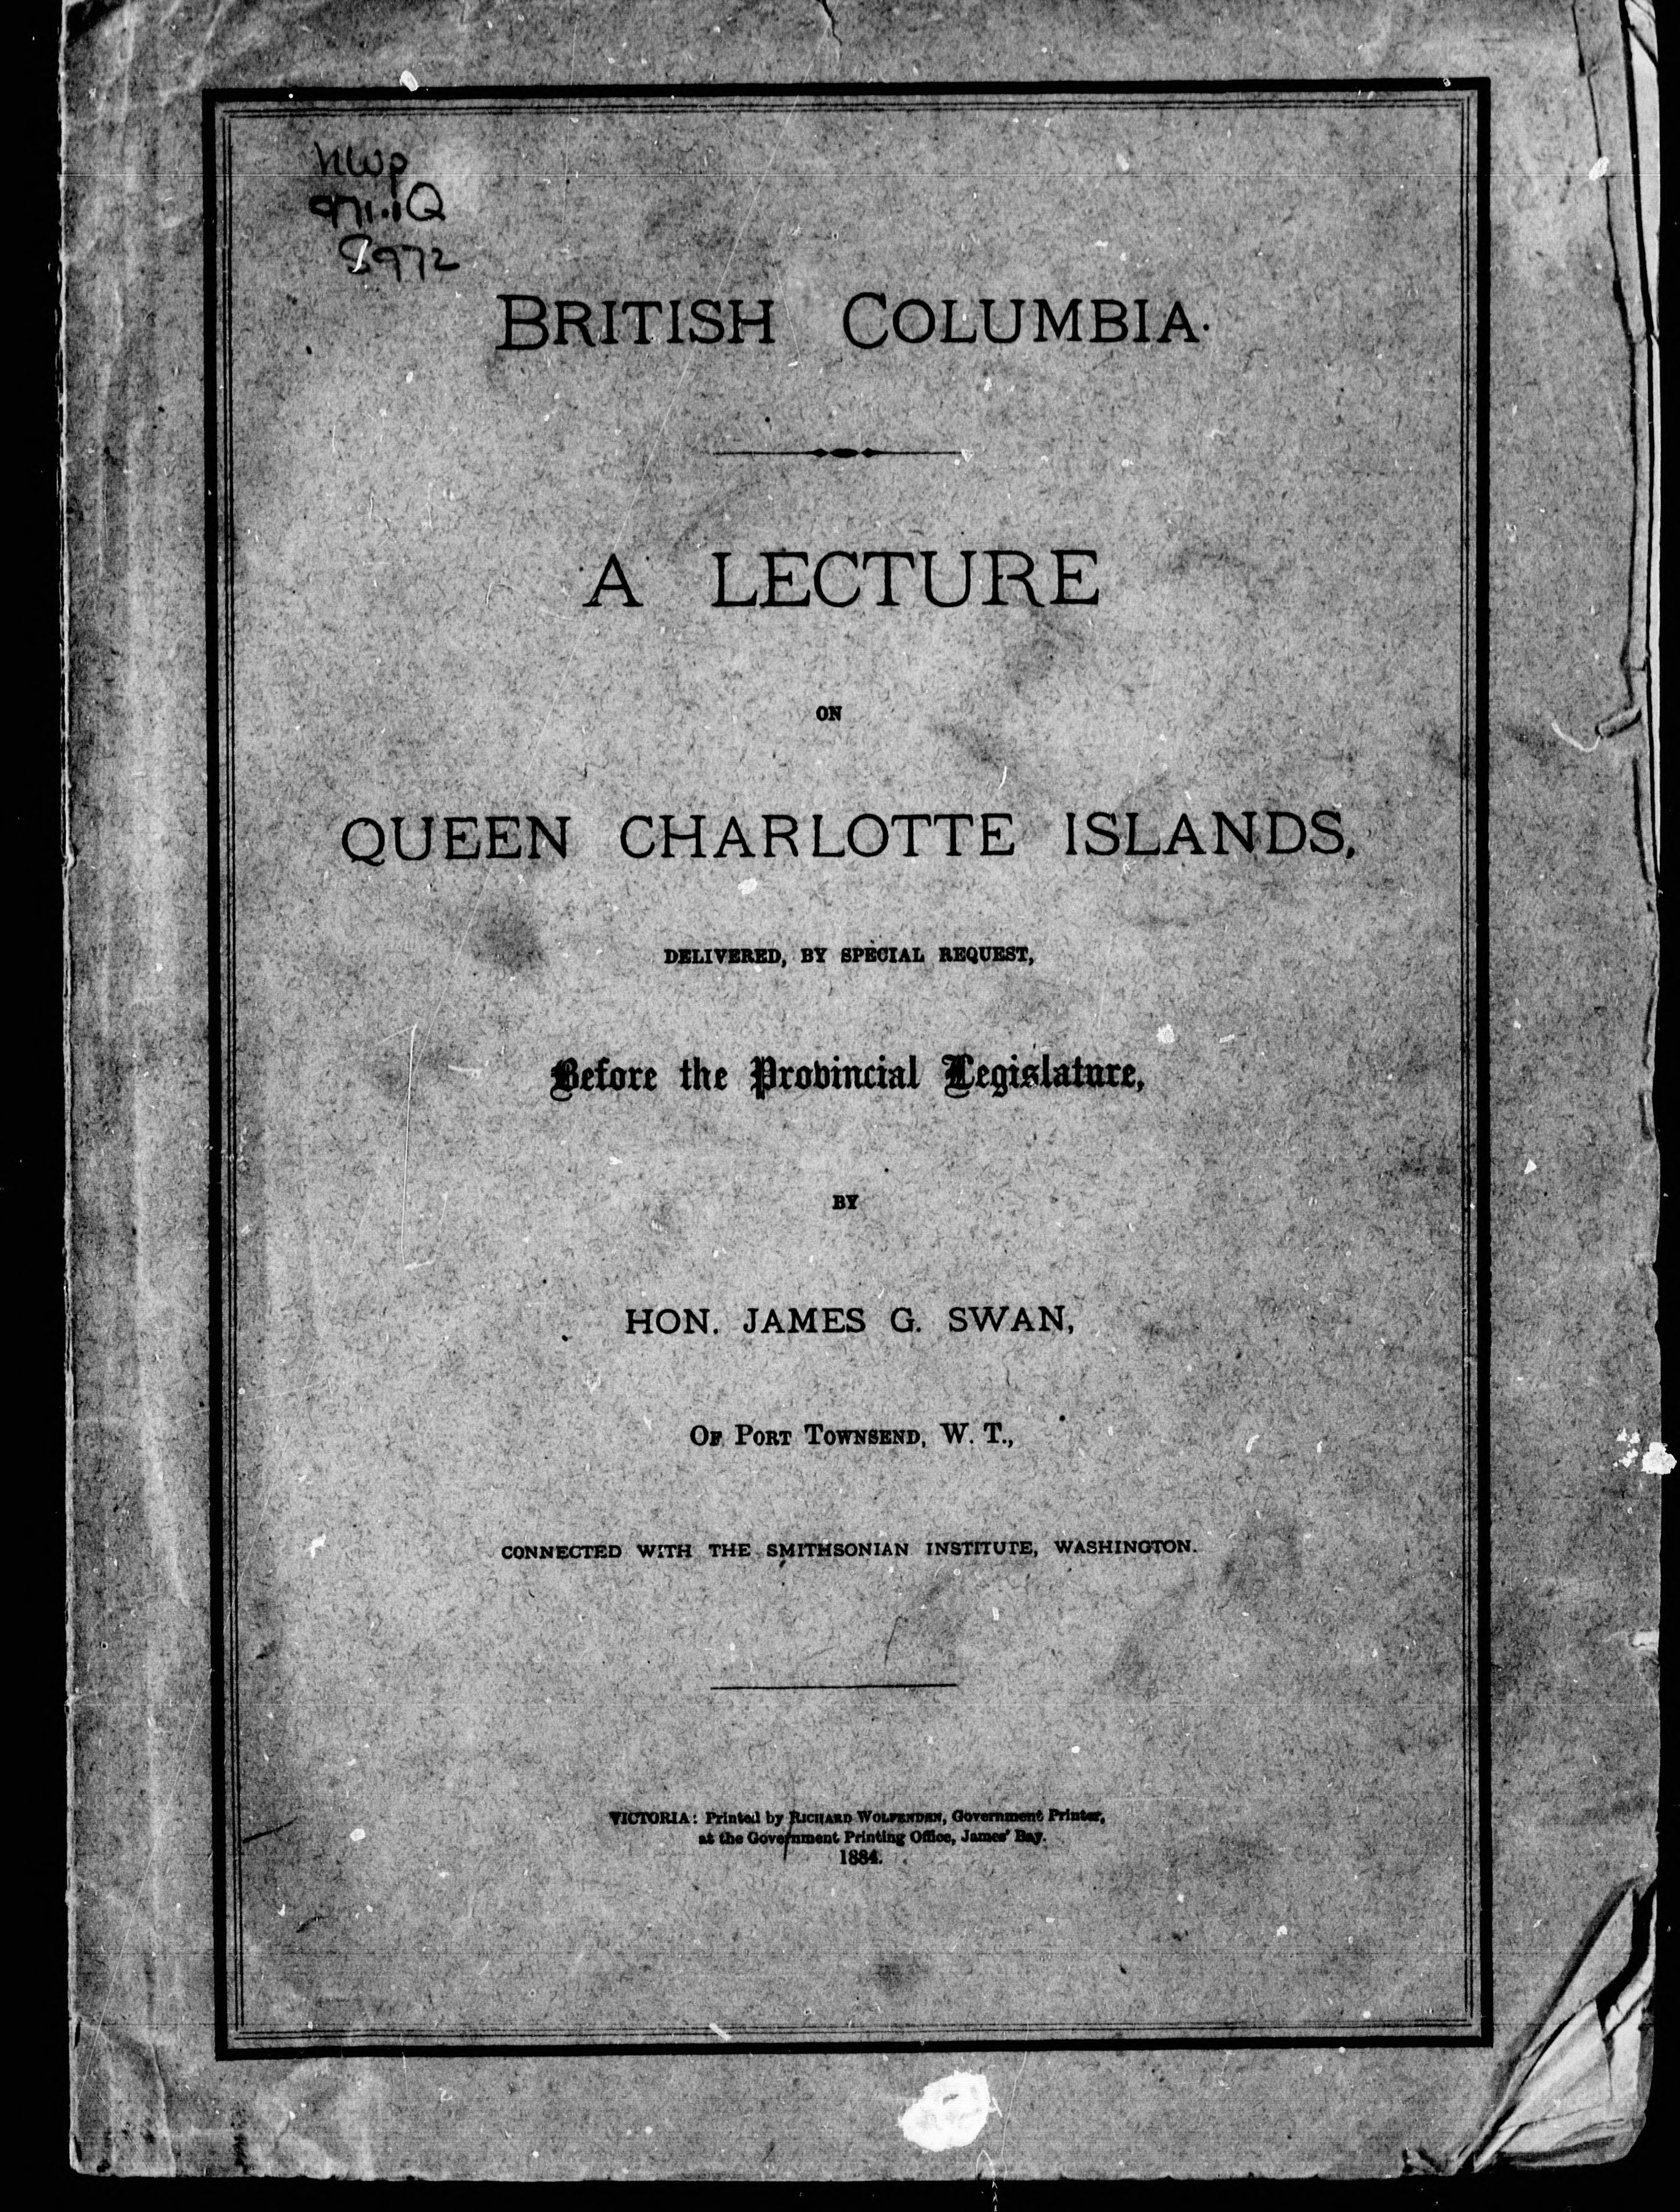 NWp
971.1Q
S972
BRITISH COLUMBIA.
A LECTURE
ON
QUEEN CHARLOTTE ISLANDS,
DELIVERED, BY SPECIAL REQUEST,
Before the Provincial Legislature,
BY
HON. JAMES G. SWAN,
OF PORT TOWNSEND, W. T.,
CONNECTED WITH THE SMITHSONIAN INSTITUTE, WASHINGTON.
VICTORIA: Printed by RICHARD WOLFENDEN, Government Printer,
at the Government Printing Office, James' Bay.
1884.